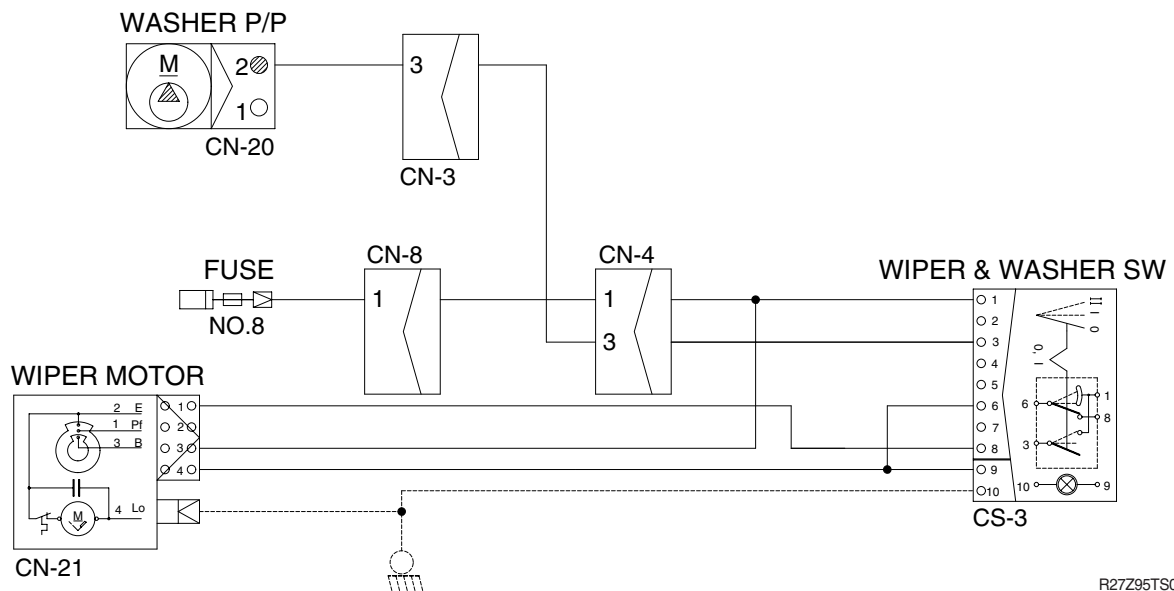 WASHER P/P
M
2
1
CN-20
3
CN-3
FUSE
NO.8
CN-8
1
CN-4
1
3
WIPER & WASHER SW
1
2
3
4
5
6
7
8
9
10
II
I
0
0, I
6
1
8
3
10
9
CS-3
WIPER MOTOR
2 E
1 Pf
3 B
4 Lo
M
1
2
3
4
CN-21